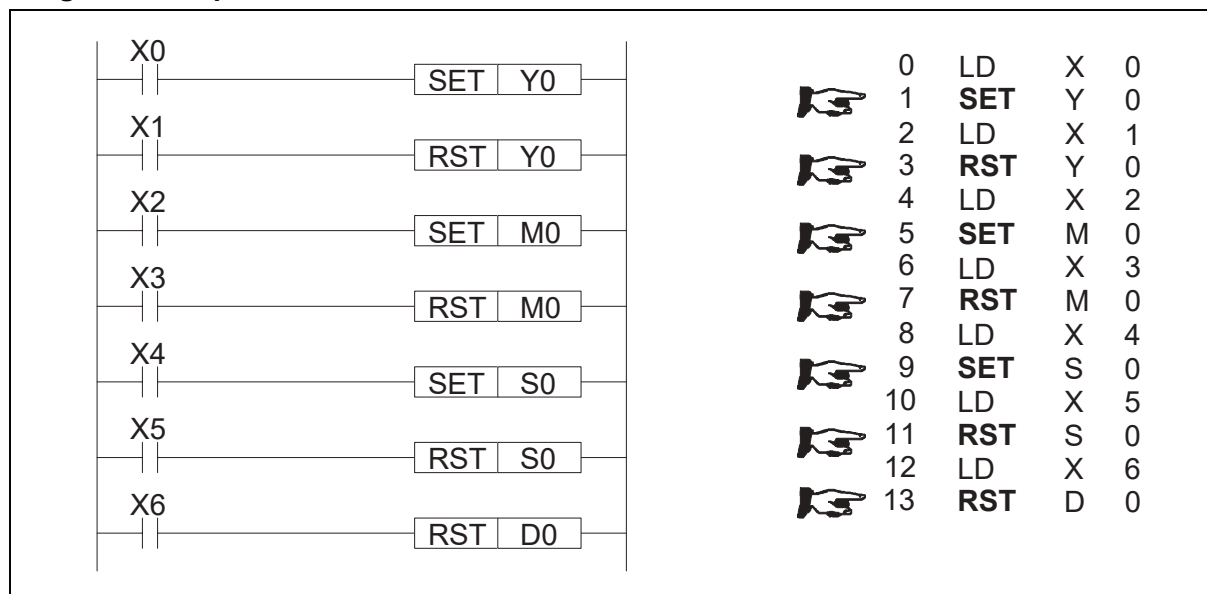 X0
SET Y0
X1
RST Y0
X2
SET M0
X3
RST M0
X4
SET S0
X5
RST S0
X6
RST D0
0 LD X 0
1 SET Y 0
2 LD X 1
3 RST Y 0
4 LD X 2
5 SET M 0
6 LD X 3
7 RST M 0
8 LD X 4
9 SET S 0
10 LD X 5
11 RST S 0
12 LD X 6
13 RST D 0